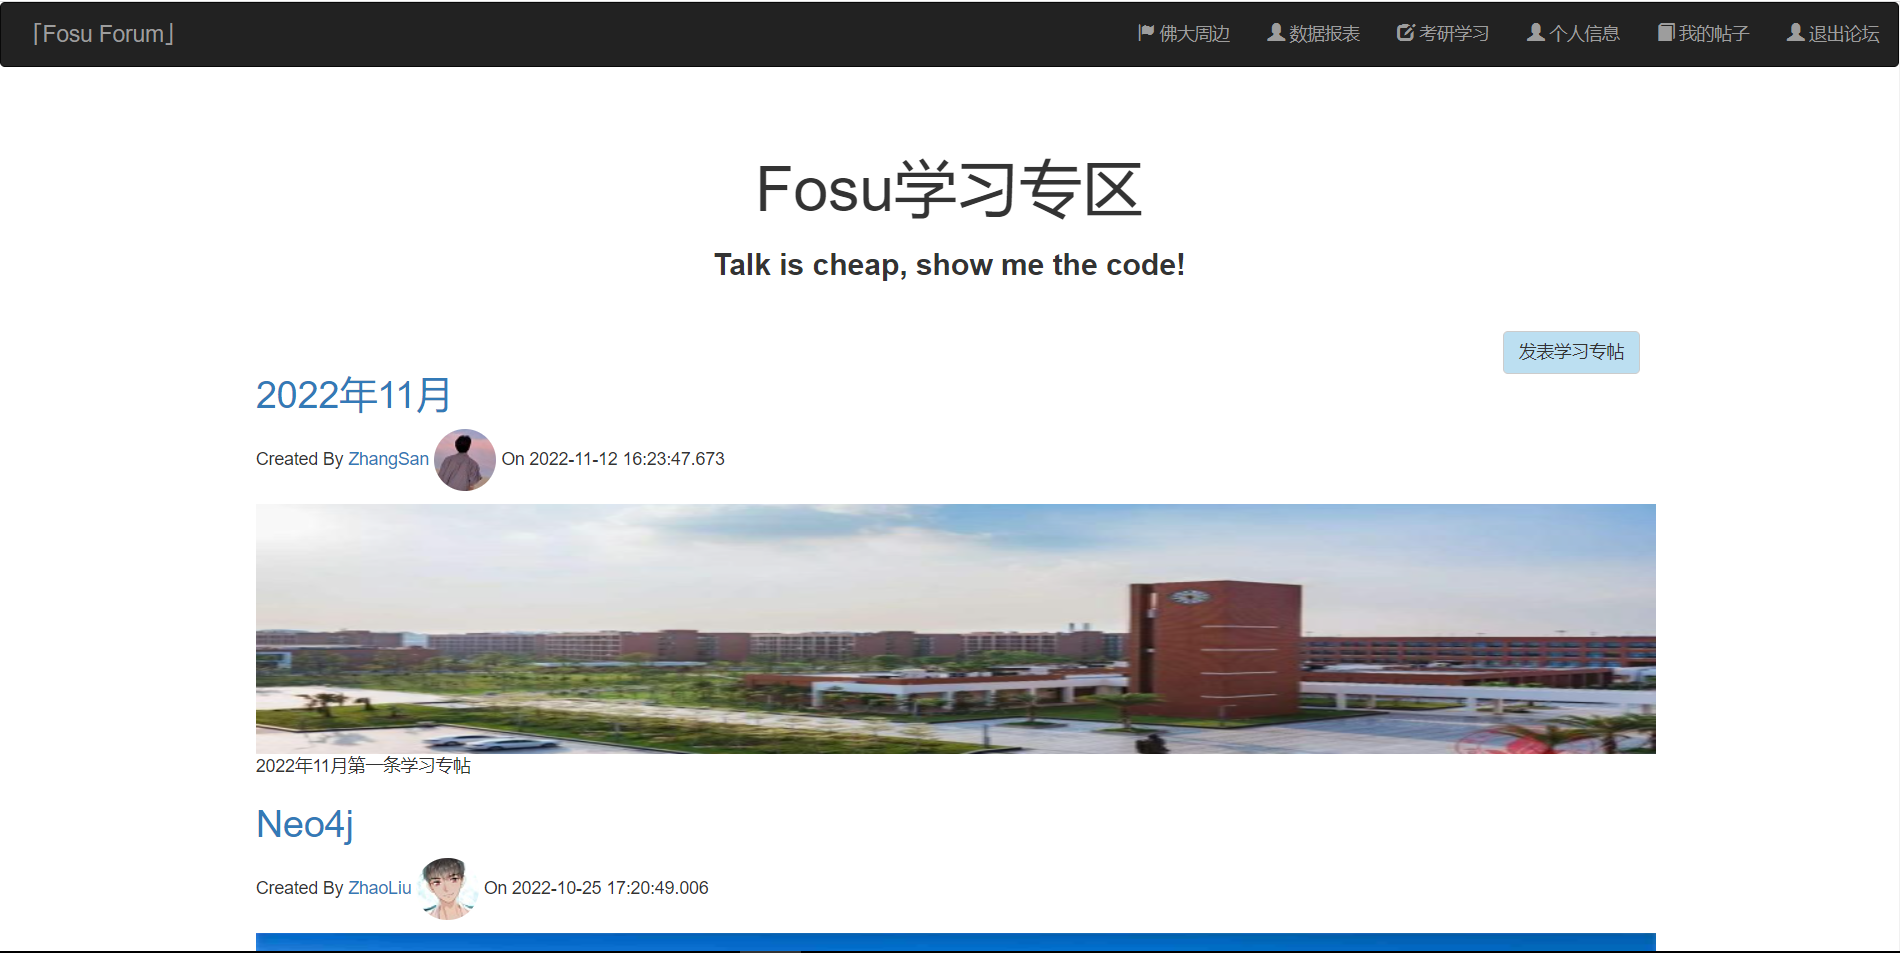 「Fosu Forum」 佛大周边 数据报表 考研学习 个人信息 我的帖子 退出论坛
Fosu学习专区
Talk is cheap, show me the code!
发表学习专帖
2022年11月
Created By ZhangSan On 2022-11-12 16:23:47.673
2022年11月第一条学习专帖
Neo4j
Created By ZhaoLiu On 2022-10-25 17:20:49.006